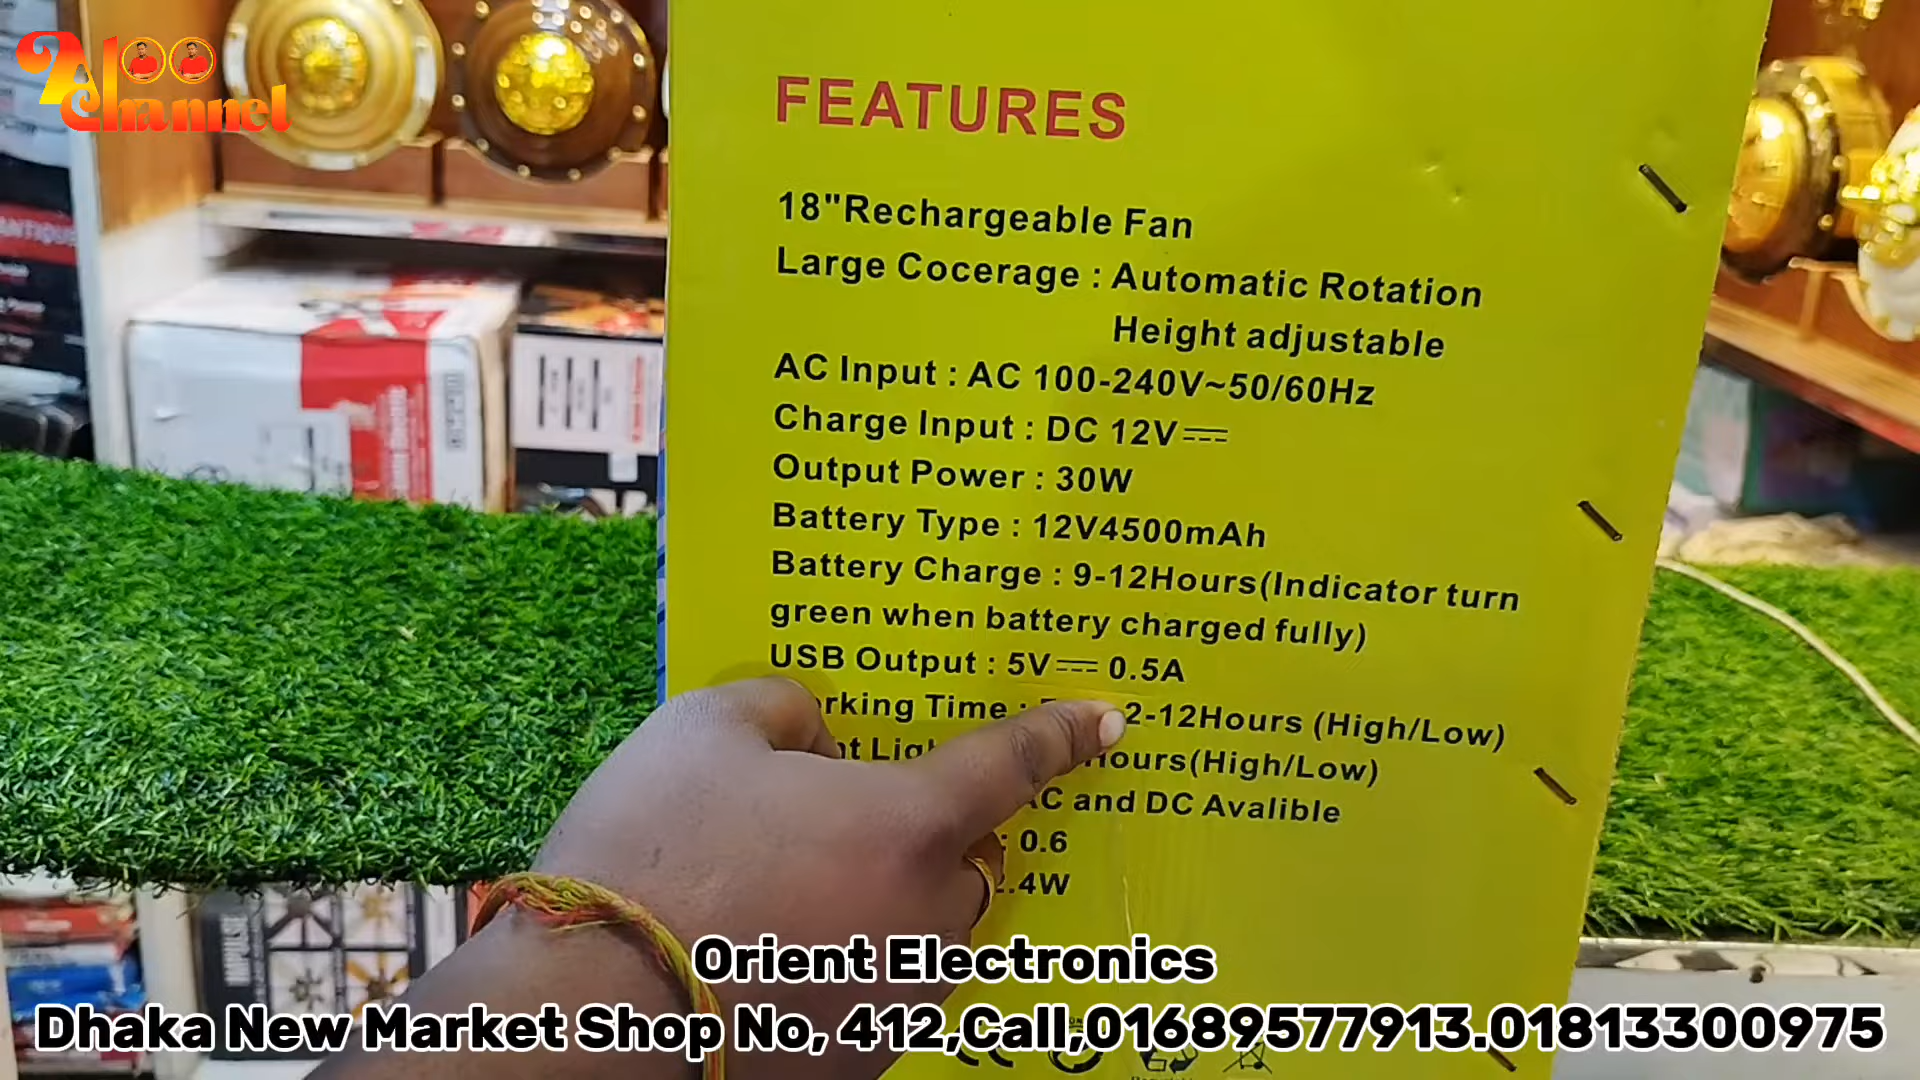 Aloo
Channel
FEATURES
18"Rechargeable Fan
Large Cocerage : Automatic Rotation
Height adjustable
AC Input : AC 100-240V~50/60Hz
Charge Input : DC 12V⎓
Output Power : 30W
Battery Type : 12V4500mAh
Battery Charge : 9-12Hours(Indicator turn
green when battery charged fully)
USB Output : 5V⎓ 0.5A
Time : 2-12Hours (High/Low)
(High/Low)
and DC Avalible
: 0.6
.4W
Orient Electronics
Dhaka New Market Shop No, 412,Call,01689577913.01813300975